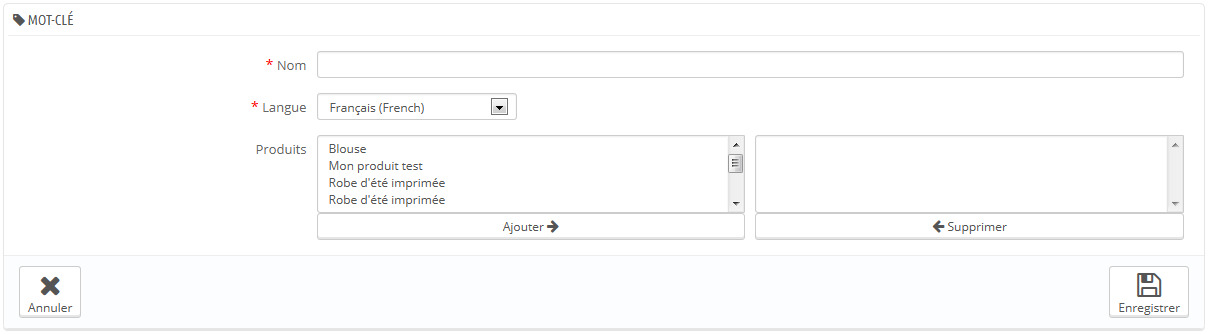 MOT-CLÉ
* Nom
* Langue
Français (French)
Produits
Blouse
Mon produit test
Robe d'été imprimée
Robe d'été imprimée
Ajouter
Supprimer
Annuler
Enregistrer